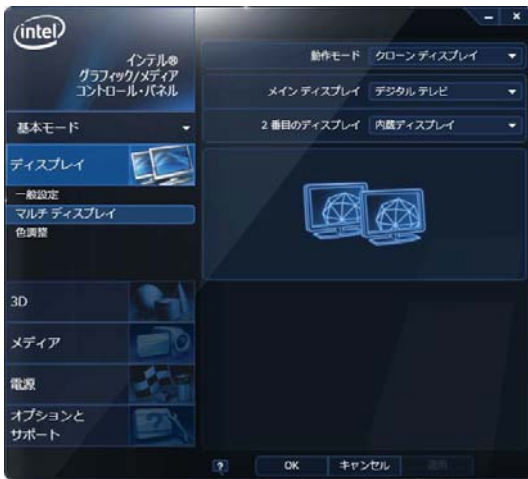 intel
インテル®
グラフィック/メディア
コントロール・パネル
基本モード
ディスプレイ
一般設定
マルチ ディスプレイ
色調整
3D
メディア
電源
オプションと
サポート
動作モード クローン ディスプレイ
メイン ディスプレイ デジタル テレビ
2 番目のディスプレイ 内蔵ディスプレイ
? OK キャンセル 適用